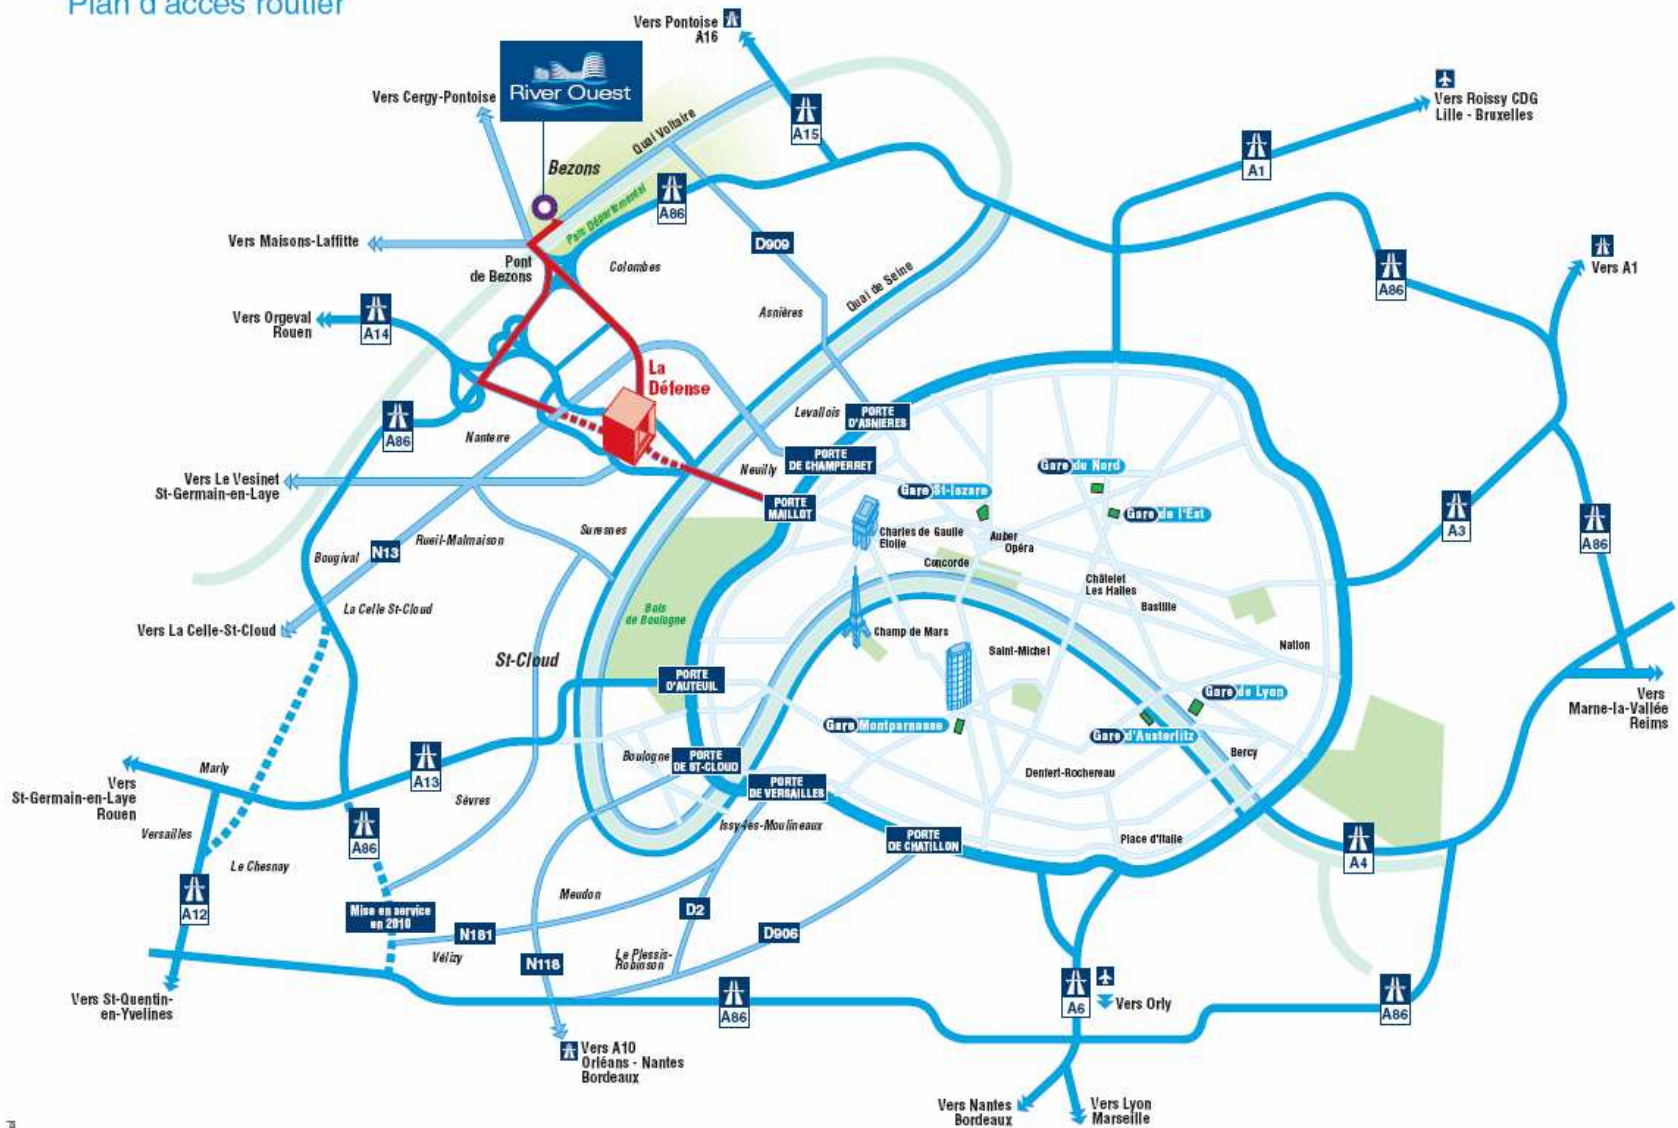 Plan d'accès routier
Vers Pontoise
A16
River Ouest
Vers Cergy-Pontoise
Quai Voltaire
A15
Vers Roissy CDG
Lille - Bruxelles
A1
Bezons
Parc Départemental
A86
Vers Maisons-Laffitte
D909
Pont
de Bezons
Colombes
Quai de Seine
A86
Vers A1
Asnières
Vers Orgeval
Rouen
A14
La
Défense
Levallois
PORTE
D'ASNIERES
A86
Nanterre
PORTE
DE CHAMPERRET
Neuilly
Gare du Nord
Vers Le Vesinet
St-Germain-en-Laye
Gare St-lazare
PORTE
MAILLOT
Gare de l'Est
A3
A86
Suresnes
Charles de Gaulle
Etoile
Auber
Opéra
Rueil-Malmaison
N13
Bougival
Concorde
Châtelet
Les Halles
Bastille
La Celle St-Cloud
Bois
de Boulogne
Vers La Celle-St-Cloud
Champ de Mars
Saint-Michel
Nation
St-Cloud
PORTE
D'AUTEUIL
Gare de Lyon
Vers
Marne-la-Vallée
Reims
Gare Montparnasse
Gare d'Austerlitz
Bercy
Boulogne
PORTE
DE ST-CLOUD
Denfert-Rochereau
A13
Marly
Vers
St-Germain-en-Laye
Rouen
PORTE
DE VERSAILLES
Sèvres
Versailles
A86
Issy-les-Moulineaux
PORTE
DE CHATILLON
Place d'Italie
A4
Le Chesnay
A12
Meudon
Mise en service
en 2010
D2
N181
D906
Vélizy
N118
Le Plessis-
Robinson
Vers St-Quentin-
en-Yvelines
A86
A6
Vers Orly
A86
Vers A10
Orléans - Nantes
Bordeaux
Vers Nantes
Bordeaux
Vers Lyon
Marseille